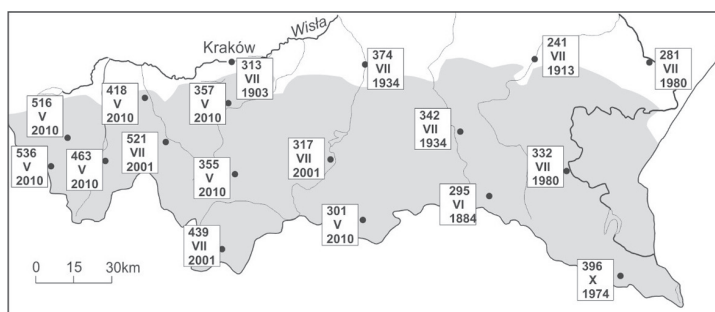 Wisła
Kraków
313
VII
1903
374
VII
1934
241
VII
1913
281
VII
1980
418
V
2010
357
V
2010
516
V
2010
521
VII
2001
342
VII
1934
536
V
2010
463
V
2010
355
V
2010
317
VII
2001
332
VII
1980
295
VI
1884
301
V
2010
439
VII
2001
396
X
1974
0 15 30km